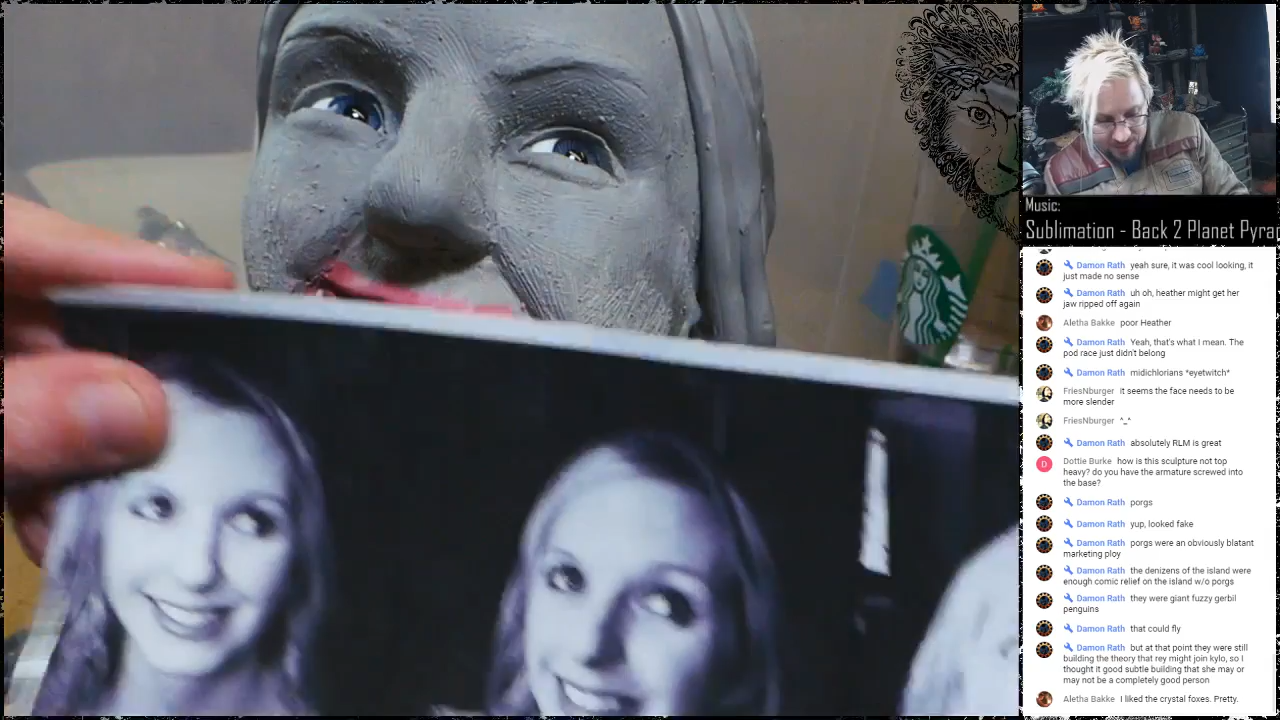 Music:
Sublimation - Back 2 Planet Pyra
Damon Rath yeah sure, it was cool looking, it
just made no sense
Damon Rath uh oh, heather might get her
jaw ripped off again
Aletha Bakke poor Heather
Damon Rath Yeah, that's what I mean. The
pod race just didn't belong
Damon Rath midichlorians *eyetwitch*
FriesNburger it seems the face needs to be
more slender
FriesNburger ^_^
Damon Rath absolutely RLM is great
D Dottie Burke how is this sculpture not top
heavy? do you have the armature screwed into
the base?
Damon Rath porgs
Damon Rath yup, looked fake
Damon Rath porgs were an obviously blatant
marketing ploy
Damon Rath the denizens of the island were
enough comic relief on the island w/o porgs
Damon Rath they were giant fuzzy gerbil
penguins
Damon Rath that could fly
Damon Rath but at that point they were still
building the theory that rey might join kylo, so I
thought it good subtle building that she may or
may not be a completely good person
Aletha Bakke I liked the crystal foxes. Pretty.